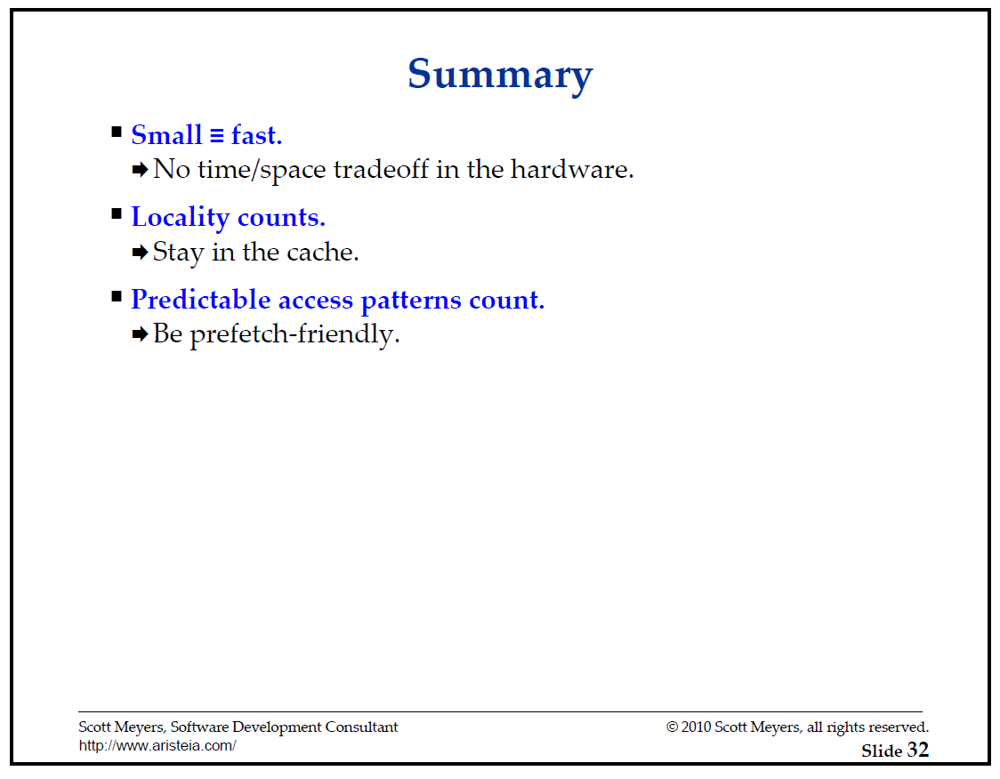 Summary
▪ Small ≡ fast.
➡ No time/space tradeoff in the hardware.
▪ Locality counts.
➡ Stay in the cache.
▪ Predictable access patterns count.
➡ Be prefetch-friendly.
Scott Meyers, Software Development Consultant
http://www.aristeia.com/
© 2010 Scott Meyers, all rights reserved.
Slide 32